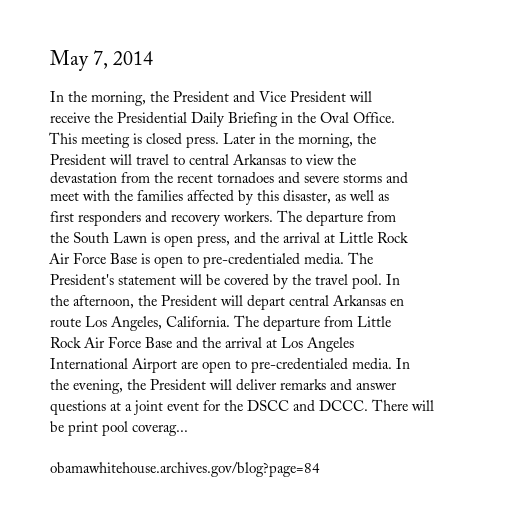 May 7, 2014
In the morning, the President and Vice President will
receive the Presidential Daily Briefing in the Oval Office.
This meeting is closed press. Later in the morning, the
President will travel to central Arkansas to view the
devastation from the recent tornadoes and severe storms and
meet with the families affected by this disaster, as well as
first responders and recovery workers. The departure from
the South Lawn is open press, and the arrival at Little Rock
Air Force Base is open to pre-credentialed media. The
President's statement will be covered by the travel pool. In
the afternoon, the President will depart central Arkansas en
route Los Angeles, California. The departure from Little
Rock Air Force Base and the arrival at Los Angeles
International Airport are open to pre-credentialed media. In
the evening, the President will deliver remarks and answer
questions at a joint event for the DSCC and DCCC. There will
be print pool coverag...
obamawhitehouse.archives.gov/blog?page=84